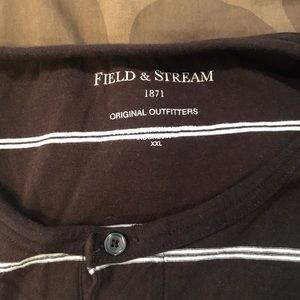 FIELD & STREAM
1871
ORIGINAL OUTFITTERS
XXL